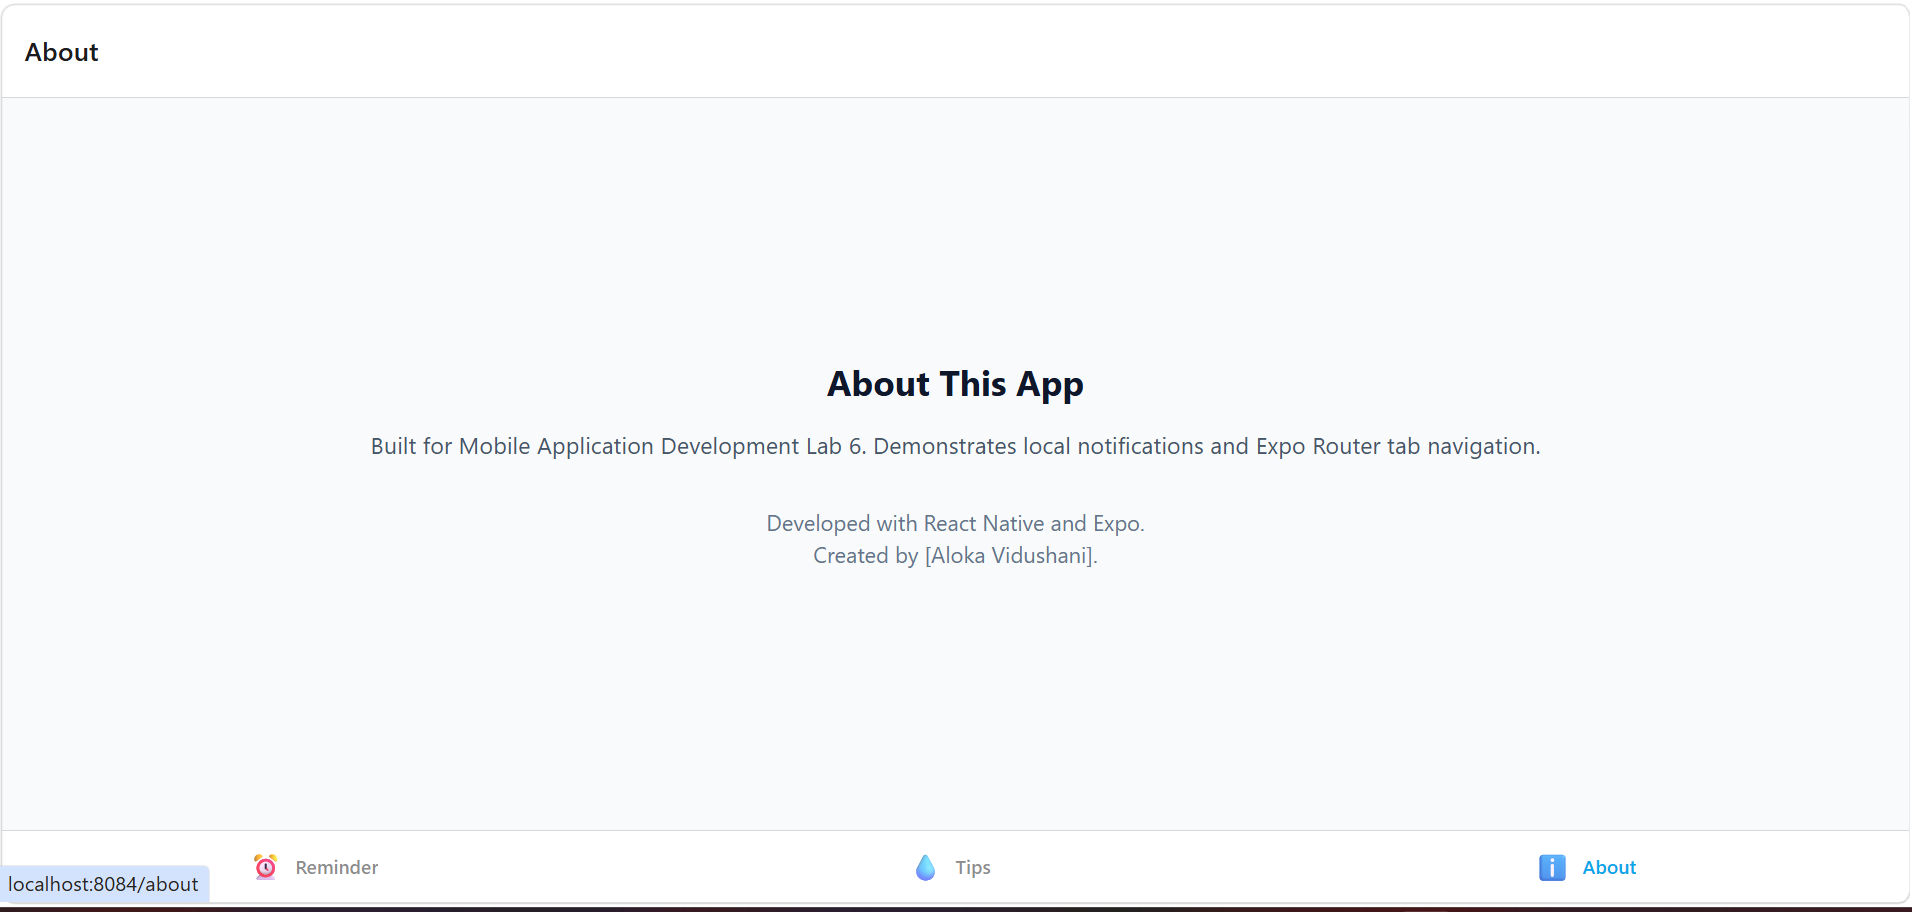 About
About This App
Built for Mobile Application Development Lab 6. Demonstrates local notifications and Expo Router tab navigation.
Developed with React Native and Expo.
Created by [Aloka Vidushani].
Reminder
Tips
About
localhost:8084/about